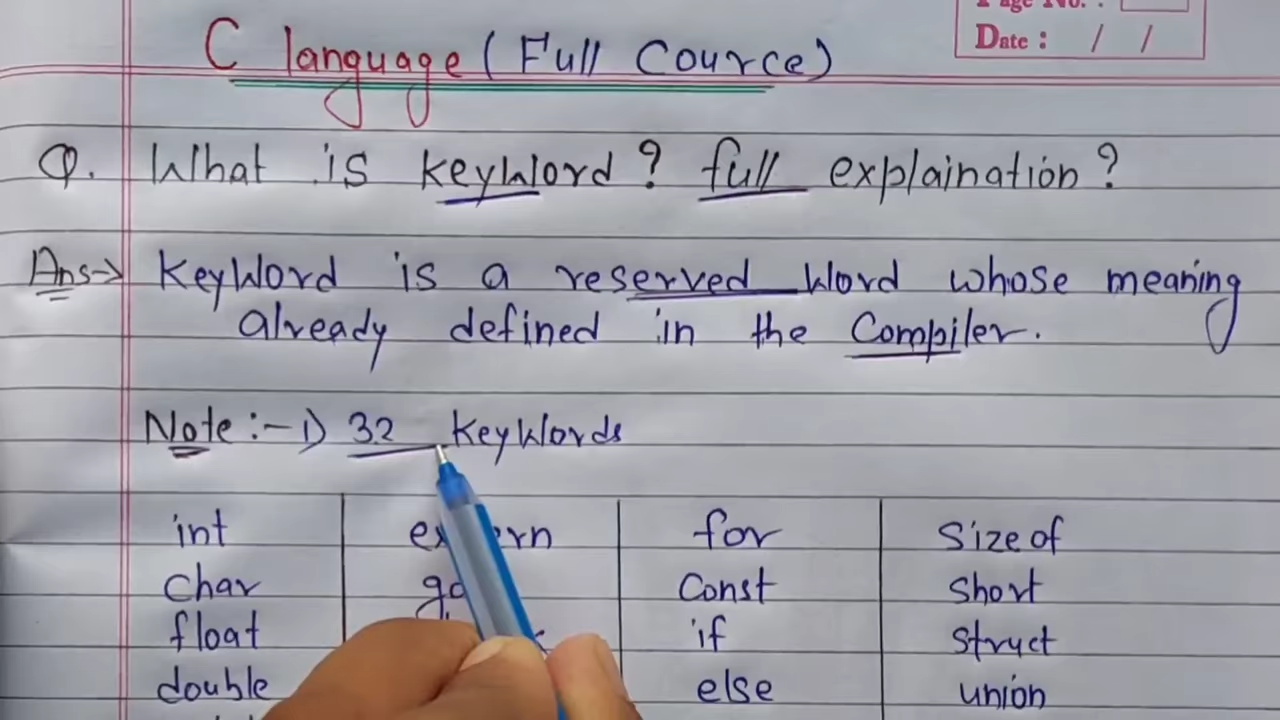 Page No. :
Date : / /
C language (Full Cource)
Q. What is keyword? full explaination?
Ans→ Keyword is a reserved word whose meaning
already defined in the Compiler.
Note :- 1) 32 Keywords
int for Sizeof
Char Const Short
float if Struct
double else union